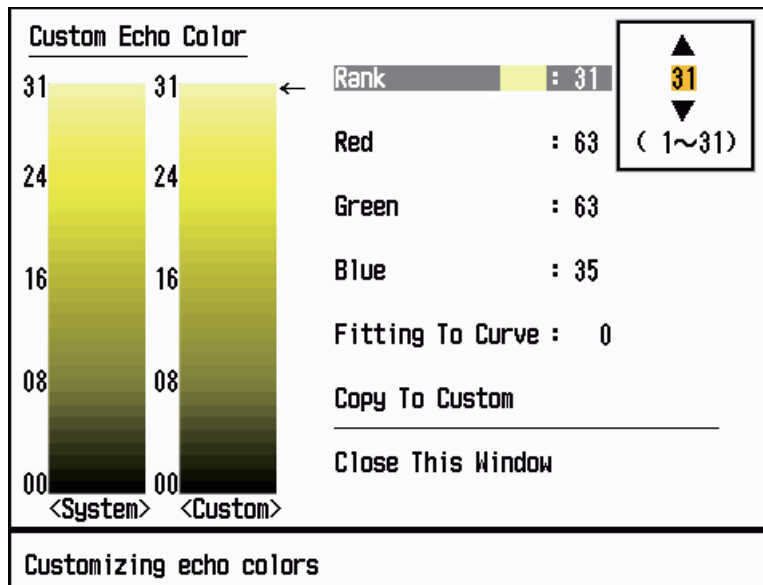 Custom Echo Color
31 31 ←
24 24
16 16
08 08
00 00
<System> <Custom>
Rank : 31
Red : 63
Green : 63
Blue : 35
Fitting To Curve : 0
Copy To Custom
Close This Window
▲
31
▼
( 1~31)
Customizing echo colors